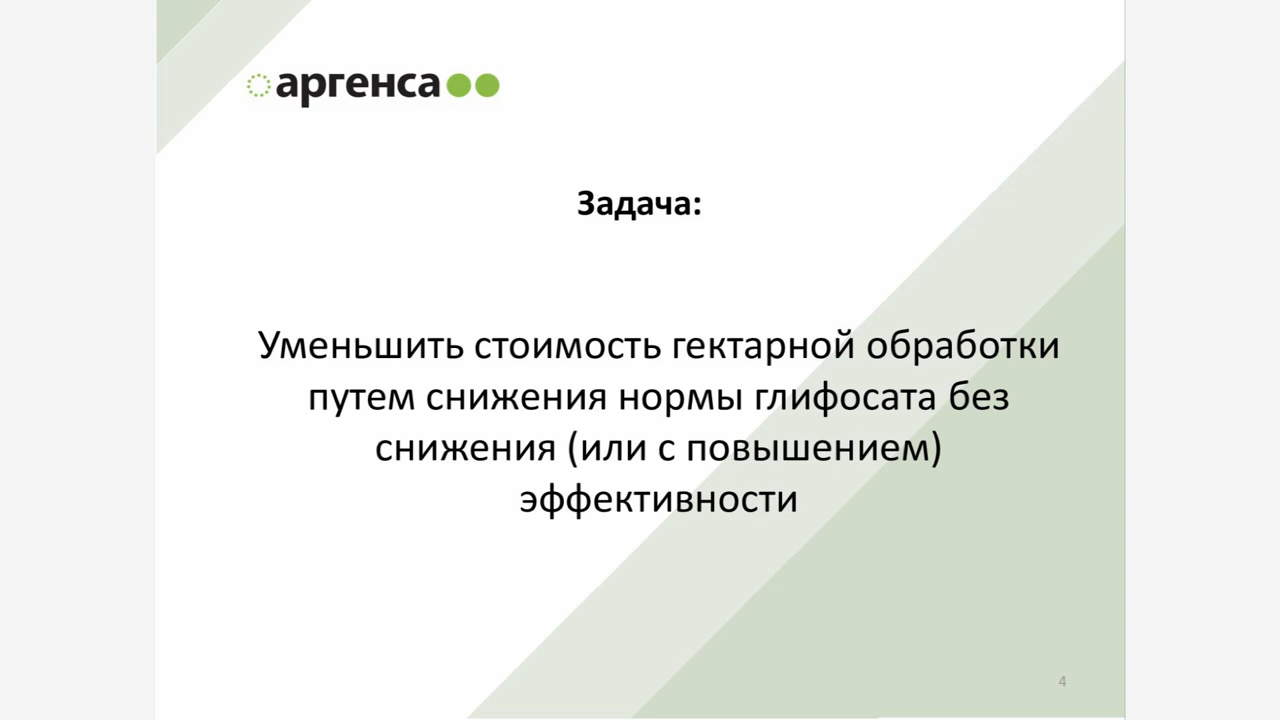 аргенса
Задача:
Уменьшить стоимость гектарной обработки
путем снижения нормы глифосата без
снижения (или с повышением)
эффективности
4